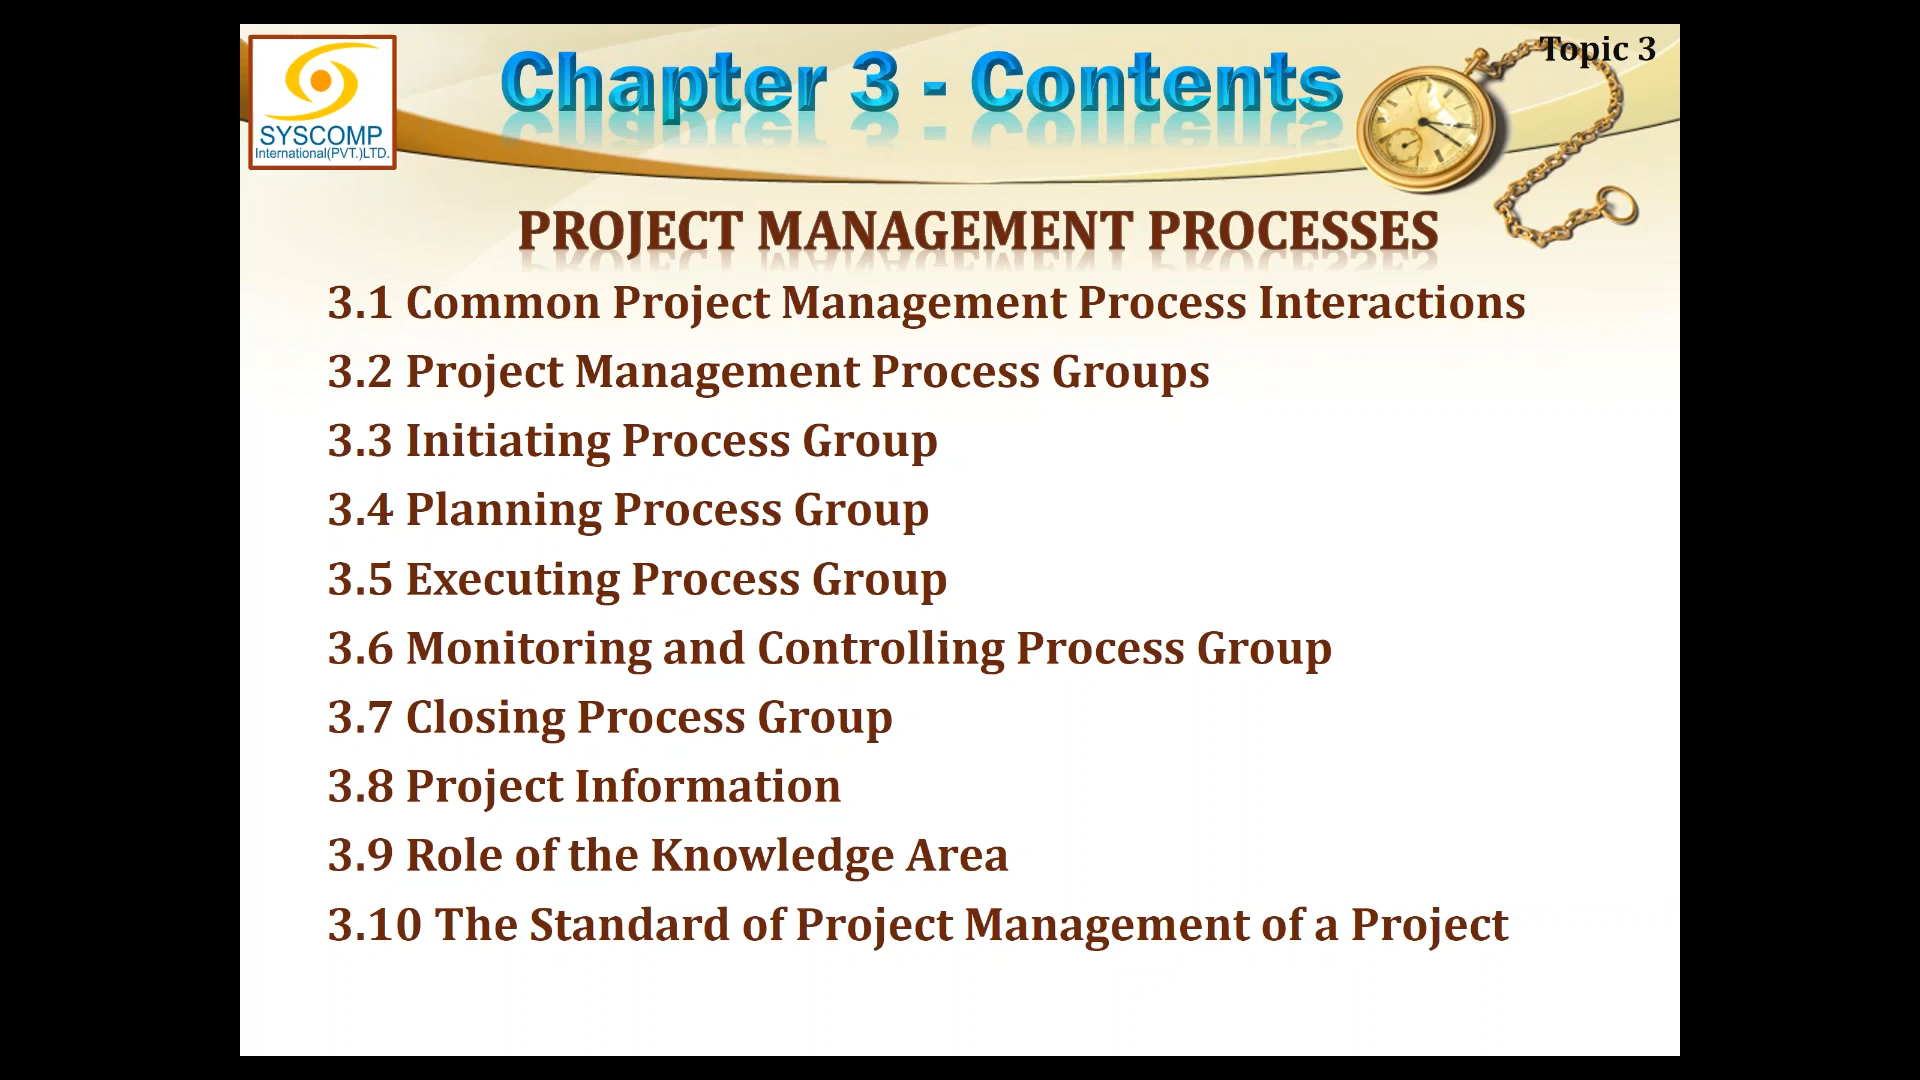 Topic 3
Chapter 3 - Contents
SYSCOMP
International(PVT.)LTD.
PROJECT MANAGEMENT PROCESSES
3.1 Common Project Management Process Interactions
3.2 Project Management Process Groups
3.3 Initiating Process Group
3.4 Planning Process Group
3.5 Executing Process Group
3.6 Monitoring and Controlling Process Group
3.7 Closing Process Group
3.8 Project Information
3.9 Role of the Knowledge Area
3.10 The Standard of Project Management of a Project